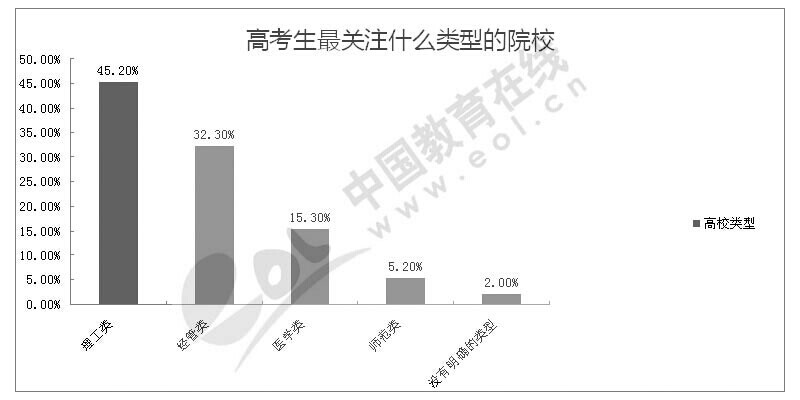 高考生最关注什么类型的院校
50.00%
45.00%
40.00%
35.00%
30.00%
25.00%
20.00%
15.00%
10.00%
5.00%
0.00%
45.20%
32.30%
15.30%
5.20%
2.00%
理工类
经管类
医学类
师范类
没有明确的类型
高校类型
中国教育在线
www.eol.cn
eol